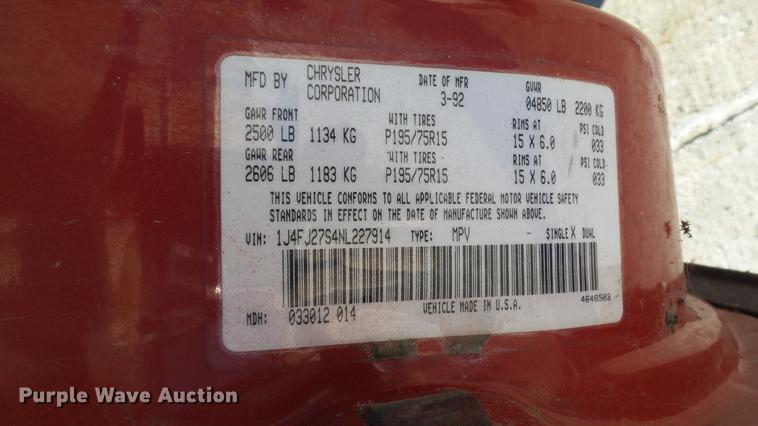 MFD BY CHRYSLER CORPORATION DATE OF MFR 3-92 GVWR 04850 LB 2200 KG
GAWR FRONT WITH TIRES RIMS AT PSI COLD
2500 LB 1134 KG P195/75R15 15 X 6.0 033
GAWR REAR WITH TIRES RIMS AT PSI COLD
2606 LB 1183 KG P195/75R15 15 X 6.0 033
THIS VEHICLE CONFORMS TO ALL APPLICABLE FEDERAL MOTOR VEHICLE SAFETY
STANDARDS IN EFFECT ON THE DATE OF MANUFACTURE SHOWN ABOVE.
VIN: 1J4FJ27S4NL227914 TYPE: MPV - SINGLE X DUAL
MDH: 033012 014 VEHICLE MADE IN U.S.A. 4648503
Purple Wave Auction